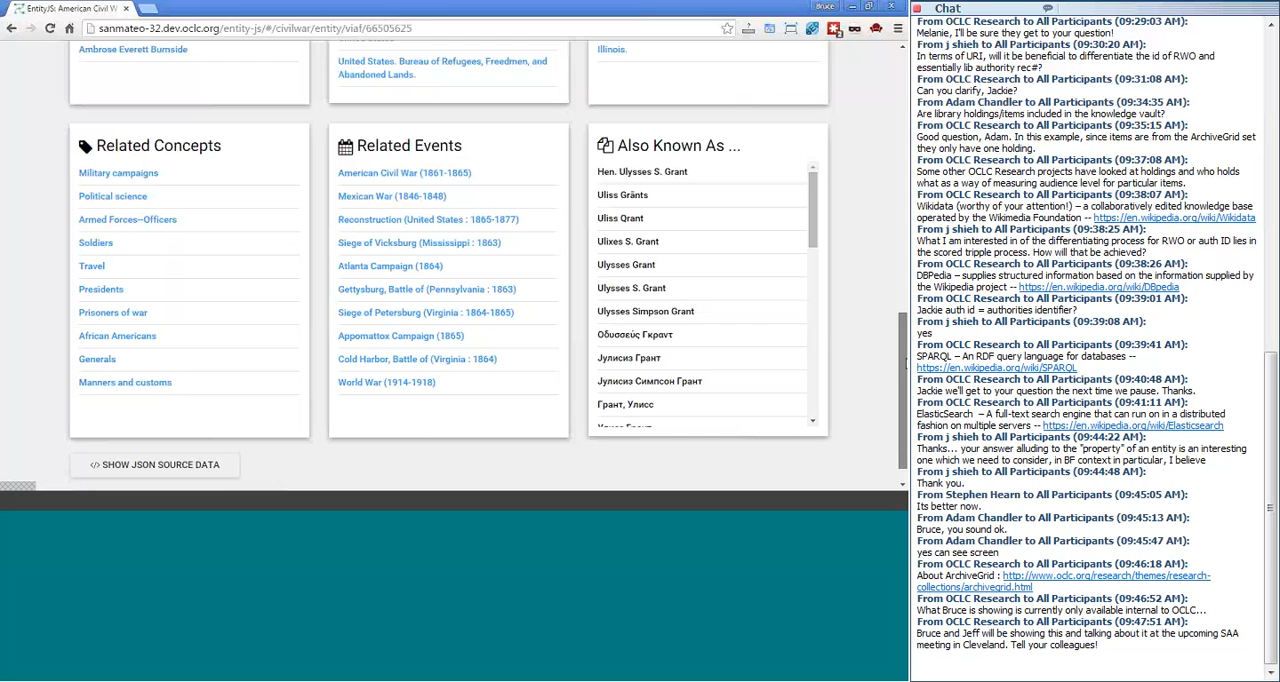 EntityJS: American Civil W
Bruce
sanmateo-32.dev.oclc.org/entity-js/#/civilwar/entity/viaf/66505625
Ambrose Everett Burnside
United States. Bureau of Refugees, Freedmen, and
Abandoned Lands.
Illinois.
Related Concepts
Military campaigns
Political science
Armed Forces--Officers
Soldiers
Travel
Presidents
Prisoners of war
African Americans
Generals
Manners and customs
Related Events
American Civil War (1861-1865)
Mexican War (1846-1848)
Reconstruction (United States : 1865-1877)
Siege of Vicksburg (Mississippi : 1863)
Atlanta Campaign (1864)
Gettysburg, Battle of (Pennsylvania : 1863)
Siege of Petersburg (Virginia : 1864-1865)
Appomattox Campaign (1865)
Cold Harbor, Battle of (Virginia : 1864)
World War (1914-1918)
Also Known As ...
Hen. Ulysses S. Grant
Uliss Grānts
Uliss Qrant
Ulixes S. Grant
Ulysses Grant
Ulysses S. Grant
Ulysses Simpson Grant
Οδυσσεύς Γκραντ
Јулисиз Грант
Јулисиз Симпсон Грант
Грант, Улисс
</> SHOW JSON SOURCE DATA
Chat
From OCLC Research to All Participants (09:29:03 AM):
Melanie, I'll be sure they get to your question!
From j shieh to All Participants (09:30:20 AM):
In terms of URI, will it be beneficial to differentiate the id of RWO and
essentially lib authority rec#?
From OCLC Research to All Participants (09:31:08 AM):
Can you clarify, Jackie?
From Adam Chandler to All Participants (09:34:35 AM):
Are library holdings/items included in the knowledge vault?
From OCLC Research to All Participants (09:35:15 AM):
Good question, Adam. In this example, since items are from the ArchiveGrid set
they only have one holding.
From OCLC Research to All Participants (09:37:08 AM):
Some other OCLC Research projects have looked at holdings and who holds
what as a way of measuring audience level for particular items.
From OCLC Research to All Participants (09:38:07 AM):
Wikidata (worthy of your attention!) – a collaboratively edited knowledge base
operated by the Wikimedia Foundation -- https://en.wikipedia.org/wiki/Wikidata
From j shieh to All Participants (09:38:25 AM):
What I am interested in of the differentiating process for RWO or auth ID lies in
the scored tripple process. How will that be achieved?
From OCLC Research to All Participants (09:38:26 AM):
DBPedia – supplies structured information based on the information supplied by
the Wikipedia project -- https://en.wikipedia.org/wiki/DBpedia
From OCLC Research to All Participants (09:39:01 AM):
Jackie auth id = authorities identifier?
From j shieh to All Participants (09:39:08 AM):
yes
From OCLC Research to All Participants (09:39:41 AM):
SPARQL – An RDF query language for databases --
https://en.wikipedia.org/wiki/SPARQL
From OCLC Research to All Participants (09:40:48 AM):
Jackie we'll get to your question the next time we pause. Thanks.
From OCLC Research to All Participants (09:41:11 AM):
ElasticSearch – A full-text search engine that can run on in a distributed
fashion on multiple servers -- https://en.wikipedia.org/wiki/Elasticsearch
From j shieh to All Participants (09:44:22 AM):
Thanks... your answer alluding to the "property" of an entity is an interesting
one which we need to consider, in BF context in particular, I believe
From OCLC Research to All Participants (09:44:48 AM):
Thank you.
From Stephen Hearn to All Participants (09:45:05 AM):
Its better now.
From Adam Chandler to All Participants (09:45:13 AM):
Bruce, you sound ok.
From Adam Chandler to All Participants (09:45:47 AM):
yes can see screen
From OCLC Research to All Participants (09:46:18 AM):
About ArchiveGrid : http://www.oclc.org/research/themes/research-
collections/archivegrid.html
From OCLC Research to All Participants (09:46:52 AM):
What Bruce is showing is currently only available internal to OCLC...
From OCLC Research to All Participants (09:47:51 AM):
Bruce and Jeff will be showing this and talking about it at the upcoming SAA
meeting in Cleveland. Tell your colleagues!